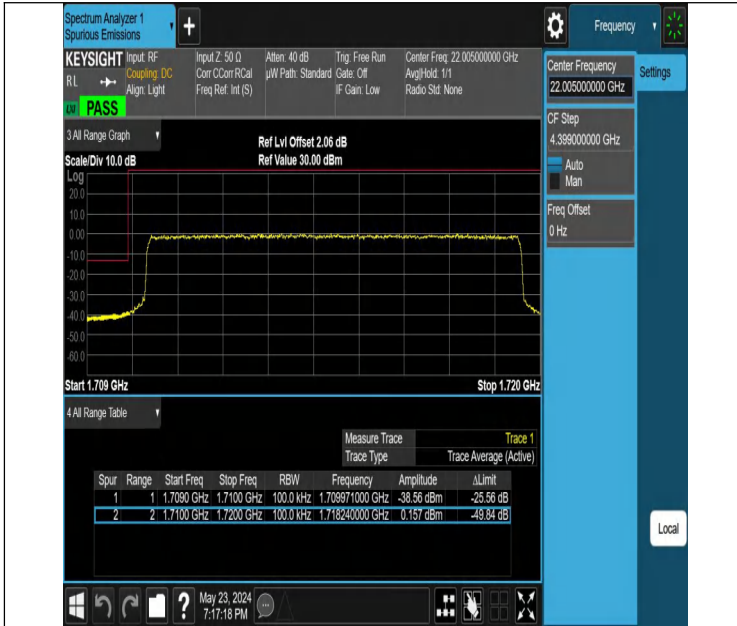 Spectrum Analyzer 1
Spurious Emissions
Frequency
KEYSIGHT Input: RF Input Z: 50 Ω Atten: 40 dB Trig: Free Run Center Freq: 22.005000000 GHz
RL Coupling: DC Corr CCorr RCal µW Path: Standard Gate: Off Avg|Hold: 1/1
Align: Light Freq Ref: Int (S) IF Gain: Low Radio Std: None
PASS
Center Frequency
22.005000000 GHz
Settings
CF Step
4.399000000 GHz
Auto
Man
Freq Offset
0 Hz
3 All Range Graph
Ref Lvl Offset 2.06 dB
Scale/Div 10.0 dB Ref Value 30.00 dBm
Log
20.0
10.0
0.00
-10.0
-20.0
-30.0
-40.0
-50.0
-60.0
Start 1.709 GHz Stop 1.720 GHz
4 All Range Table
Measure Trace Trace 1
Trace Type Trace Average (Active)
Spur Range Start Freq Stop Freq RBW Frequency Amplitude ΔLimit
1 1 1.7090 GHz 1.7100 GHz 100.0 kHz 1.709971000 GHz -38.56 dBm -25.56 dB
2 2 1.7100 GHz 1.7200 GHz 100.0 kHz 1.718240000 GHz 0.157 dBm -49.84 dB
Local
May 23, 2024
7:17:18 PM